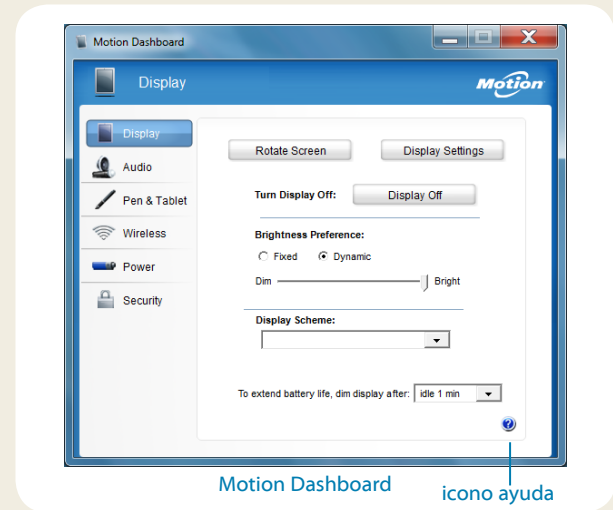 Motion Dashboard
Display
Motion
Display
Audio
Pen & Tablet
Wireless
Power
Security
Rotate Screen
Display Settings
Turn Display Off:
Display Off
Brightness Preference:
Fixed
Dynamic
Dim
Bright
Display Scheme:
To extend battery life, dim display after: idle 1 min
Motion Dashboard
icono ayuda